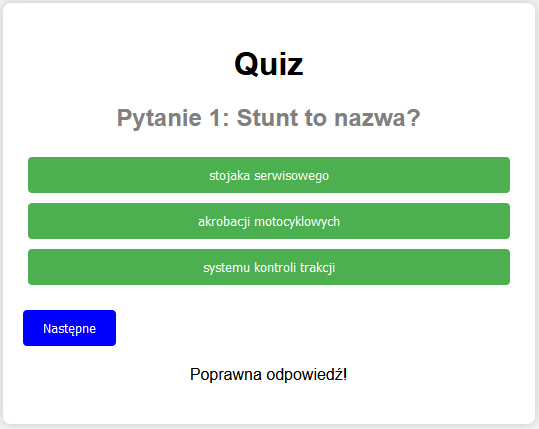 Quiz
Pytanie 1: Stunt to nazwa?
stojaka serwisowego
akrobacji motocyklowych
systemu kontroli trakcji
Następne
Poprawna odpowiedź!